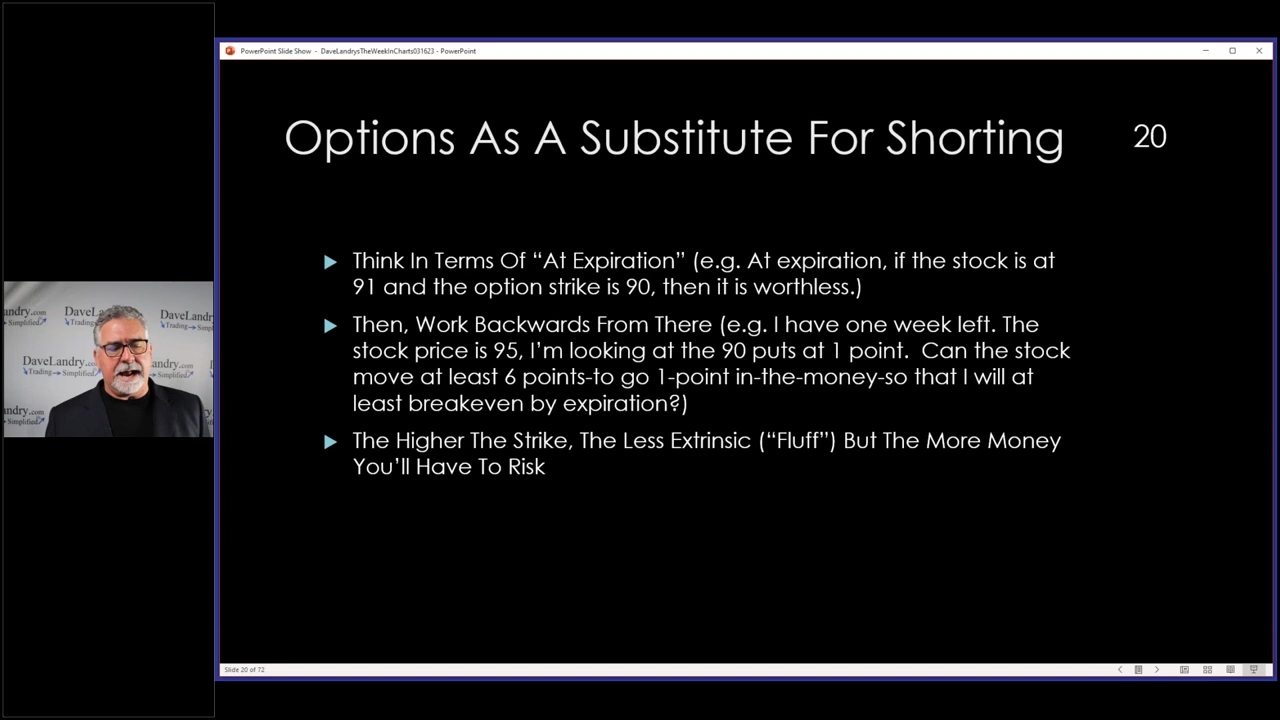 PowerPoint Slide Show - DaveLandrysTheWeekInCharts031623 - PowerPoint
Options As A Substitute For Shorting
20
Think In Terms Of “At Expiration” (e.g. At expiration, if the stock is at
91 and the option strike is 90, then it is worthless.)
Then, Work Backwards From There (e.g. I have one week left. The
stock price is 95, I’m looking at the 90 puts at 1 point.  Can the stock
move at least 6 points-to go 1-point in-the-money-so that I will at
least breakeven by expiration?)
The Higher The Strike, The Less Extrinsic (“Fluff”) But The More Money
You’ll Have To Risk
DaveLandry.com
Trading Simplified
Slide 20 of 72